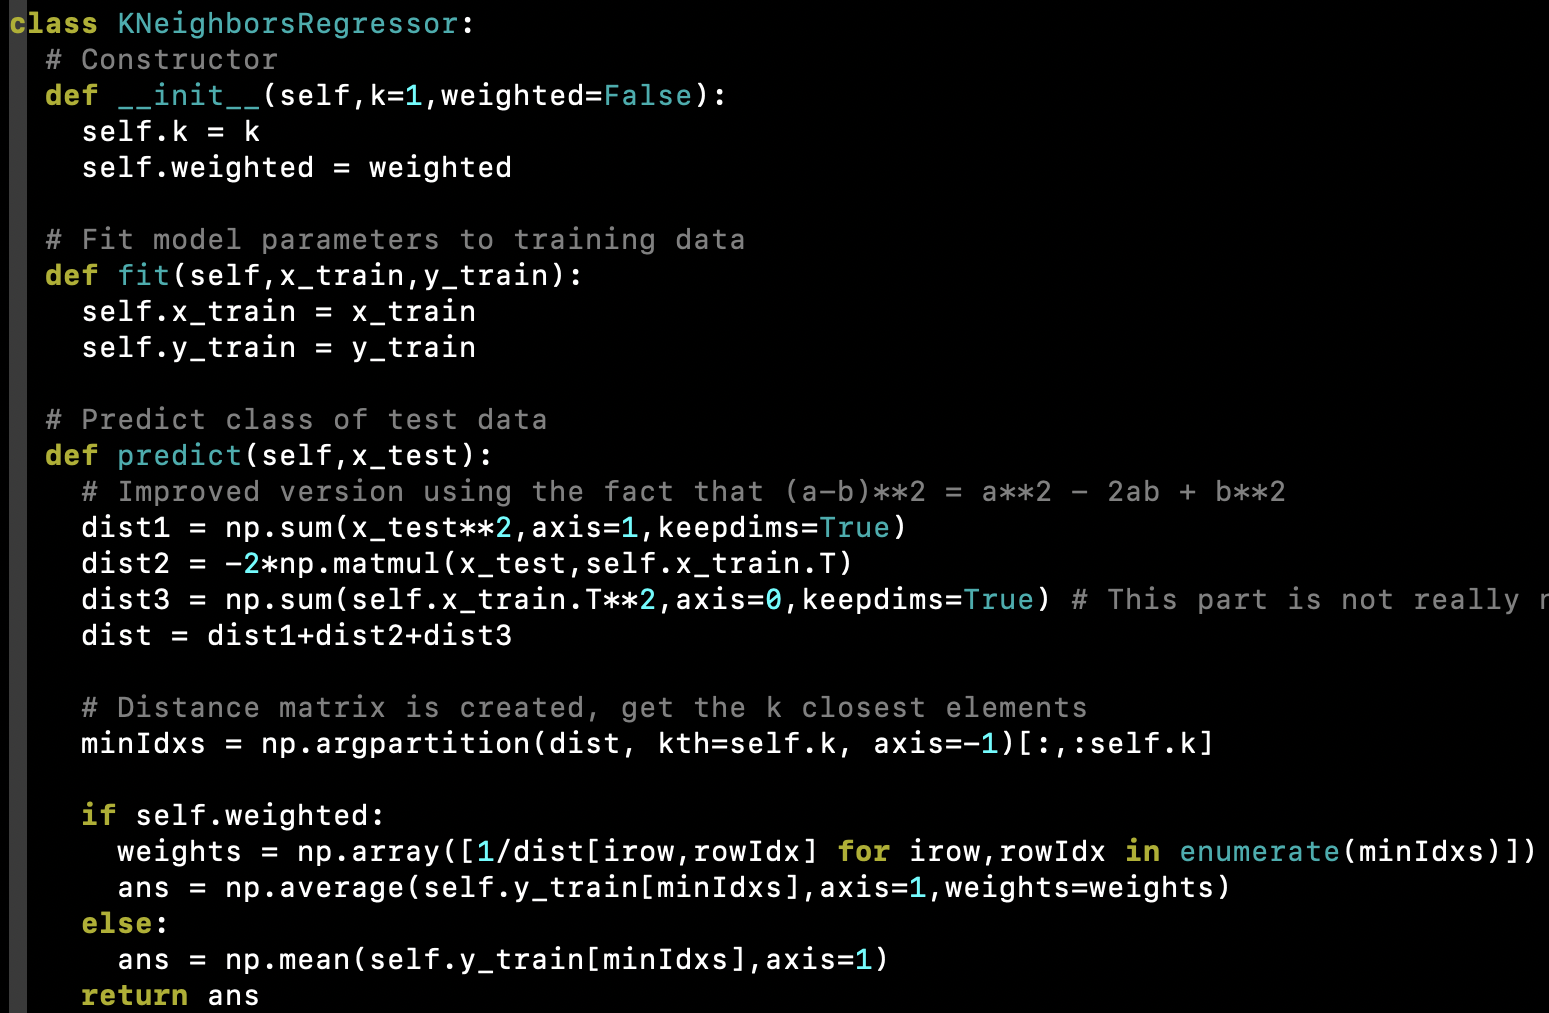 class KNeighborsRegressor:
  # Constructor
  def __init__(self,k=1,weighted=False):
    self.k = k
    self.weighted = weighted

  # Fit model parameters to training data
  def fit(self,x_train,y_train):
    self.x_train = x_train
    self.y_train = y_train

  # Predict class of test data
  def predict(self,x_test):
    # Improved version using the fact that (a-b)**2 = a**2 - 2ab + b**2
    dist1 = np.sum(x_test**2,axis=1,keepdims=True)
    dist2 = -2*np.matmul(x_test,self.x_train.T)
    dist3 = np.sum(self.x_train.T**2,axis=0,keepdims=True) # This part is not really
    dist = dist1+dist2+dist3

    # Distance matrix is created, get the k closest elements
    minIdxs = np.argpartition(dist, kth=self.k, axis=-1)[:,:self.k]

    if self.weighted:
      weights = np.array([1/dist[irow,rowIdx] for irow,rowIdx in enumerate(minIdxs)])
      ans = np.average(self.y_train[minIdxs],axis=1,weights=weights)
    else:
      ans = np.mean(self.y_train[minIdxs],axis=1)
    return ans